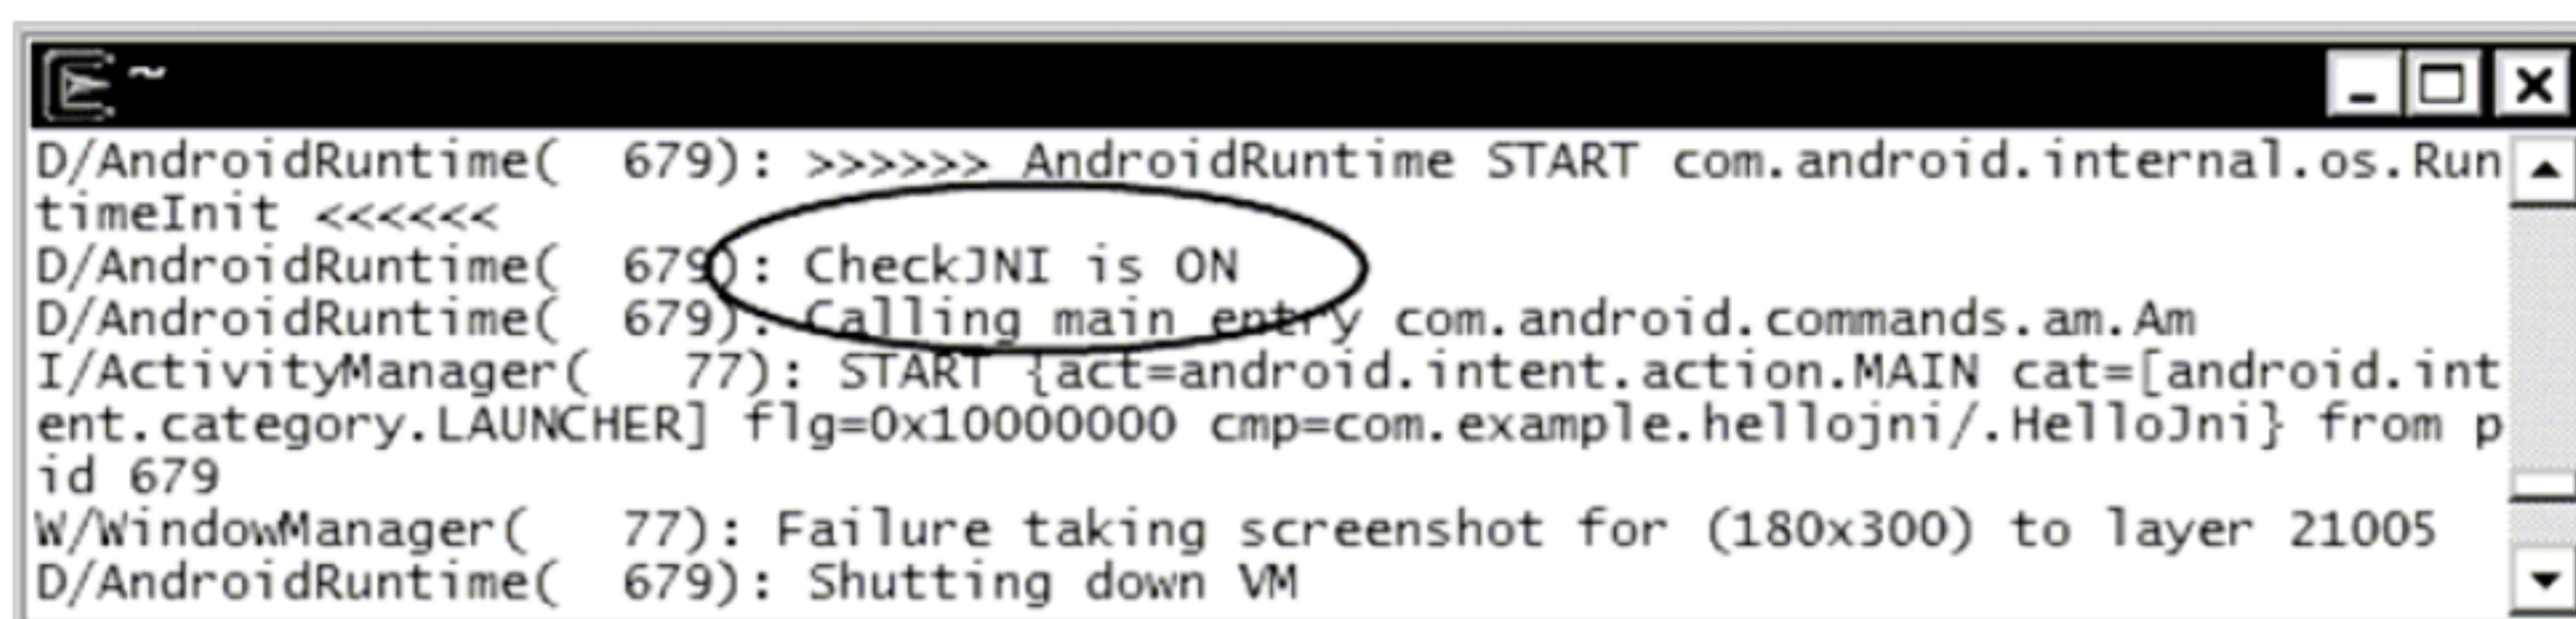 ~
D/AndroidRuntime(  679): >>>>>> AndroidRuntime START com.android.internal.os.Run
timeInit <<<<<<
D/AndroidRuntime(  679): CheckJNI is ON
D/AndroidRuntime(  679): Calling main entry com.android.commands.am.Am
I/ActivityManager(   77): START {act=android.intent.action.MAIN cat=[android.int
ent.category.LAUNCHER] flg=0x10000000 cmp=com.example.hellojni/.HelloJni} from p
id 679
W/WindowManager(   77): Failure taking screenshot for (180x300) to layer 21005
D/AndroidRuntime(  679): Shutting down VM